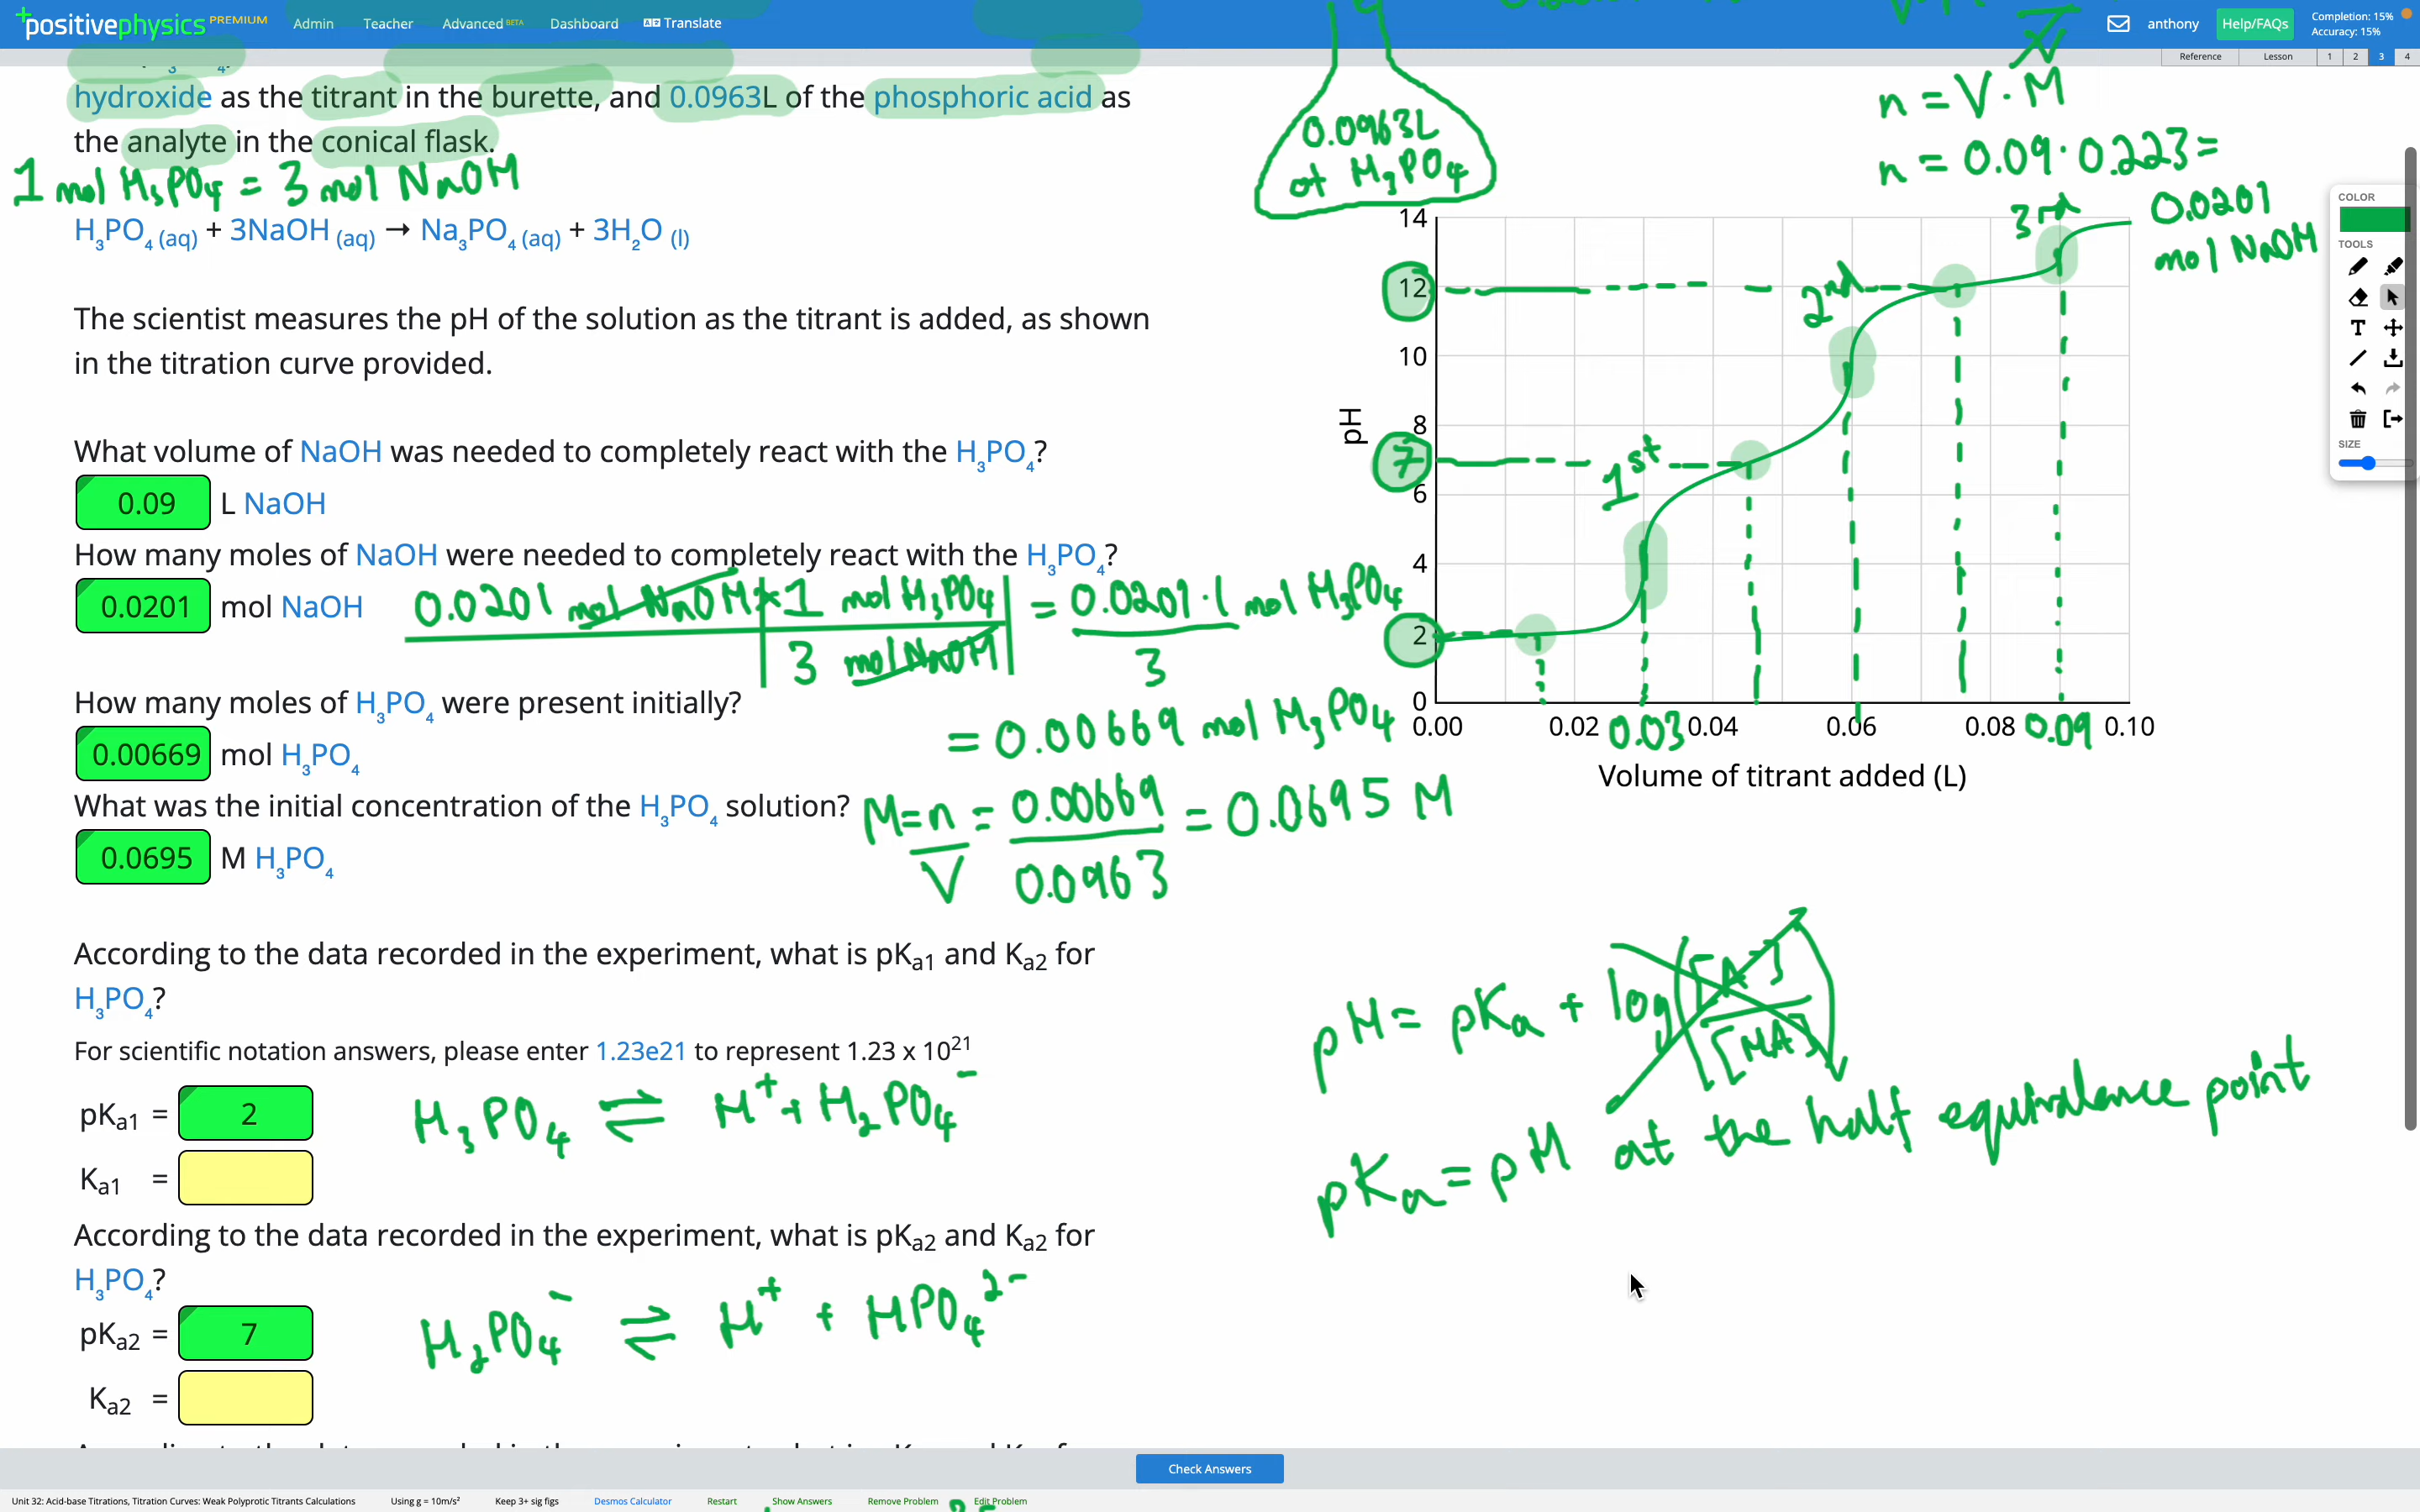 positivephysics PREMIUM Admin Teacher Advanced BETA Dashboard Translate anthony Help/FAQs Completion: 15% Accuracy: 15%
Reference Lesson 1 2 3 4
hydroxide as the titrant in the burette, and 0.0963L of the phosphoric acid as
the analyte in the conical flask.
1 mol H₃PO₄ = 3 mol NaOH
H₃PO₄ (aq) + 3NaOH (aq) → Na₃PO₄ (aq) + 3H₂O (l)
The scientist measures the pH of the solution as the titrant is added, as shown
in the titration curve provided.
What volume of NaOH was needed to completely react with the H₃PO₄?
0.09 L NaOH
How many moles of NaOH were needed to completely react with the H₃PO₄?
0.0201 mol NaOH
0.0201 mol NaOH × 1 mol H₃PO₄ = 0.0201·1 mol H₃PO₄
3 mol NaOH 3
How many moles of H₃PO₄ were present initially?
= 0.00669 mol H₃PO₄
0.00669 mol H₃PO₄
What was the initial concentration of the H₃PO₄ solution?
M = n = 0.00669 = 0.0695 M
V 0.0963
0.0695 M H₃PO₄
According to the data recorded in the experiment, what is pKa1 and Ka2 for
H₃PO₄?
For scientific notation answers, please enter 1.23e21 to represent 1.23 x 10²¹
pKa1 = 2
H₃PO₄ ⇌ H⁺ + H₂PO₄⁻
Ka1 =
According to the data recorded in the experiment, what is pKa2 and Ka2 for
H₃PO₄?
pKa2 = 7
H₂PO₄⁻ ⇌ H⁺ + HPO₄²⁻
Ka2 =
0.0963L
of H₃PO₄
n = V·M
n = 0.09·0.223 =
0.0201
mol NaOH
14
12
10
8
7
6
4
2
0
pH
1st
2nd
3rd
0.00 0.02 0.03 0.04 0.06 0.08 0.09 0.10
Volume of titrant added (L)
pH = pKa + log([A⁻]
[HA])
pKa = pH at the half equivalence point
COLOR
TOOLS
T
SIZE
Check Answers
Unit 32: Acid-base Titrations, Titration Curves: Weak Polyprotic Titrants Calculations Using g = 10m/s² Keep 3+ sig figs Desmos Calculator Restart Show Answers Remove Problem Edit Problem